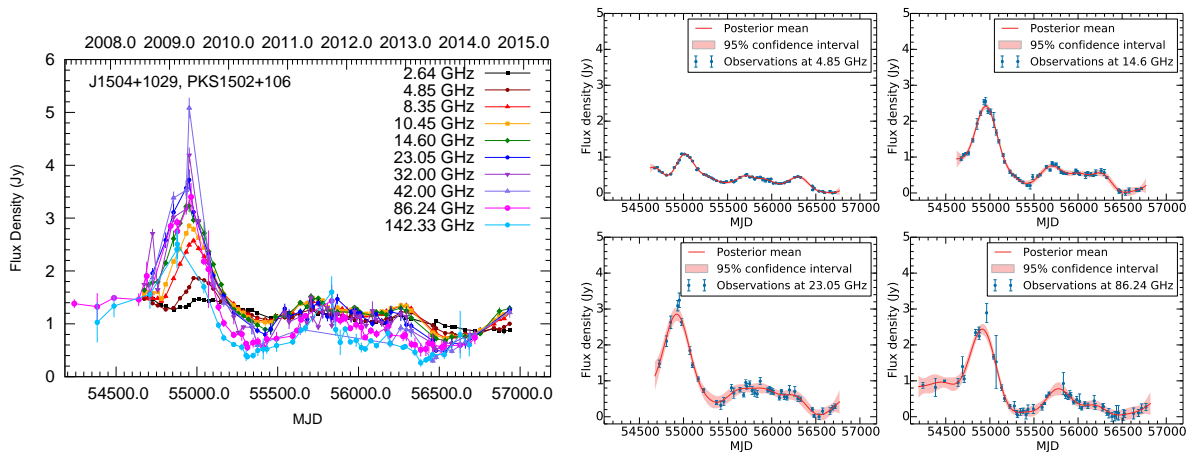 2008.0 2009.0 2010.0 2011.0 2012.0 2013.0 2014.0 2015.0
J1504+1029, PKS1502+106
2.64 GHz
4.85 GHz
8.35 GHz
10.45 GHz
14.60 GHz
23.05 GHz
32.00 GHz
42.00 GHz
86.24 GHz
142.33 GHz
6
5
4
3
2
1
0
Flux Density (Jy)
54500.0 55000.0 55500.0 56000.0 56500.0 57000.0
MJD
Posterior mean
95% confidence interval
Observations at 4.85 GHz
5
4
3
2
1
0
Flux density (Jy)
54500 55000 55500 56000 56500 57000
MJD
Posterior mean
95% confidence interval
Observations at 14.6 GHz
5
4
3
2
1
0
Flux density (Jy)
54500 55000 55500 56000 56500 57000
MJD
Posterior mean
95% confidence interval
Observations at 23.05 GHz
5
4
3
2
1
0
Flux density (Jy)
54500 55000 55500 56000 56500 57000
MJD
Posterior mean
95% confidence interval
Observations at 86.24 GHz
5
4
3
2
1
0
Flux density (Jy)
54500 55000 55500 56000 56500 57000
MJD